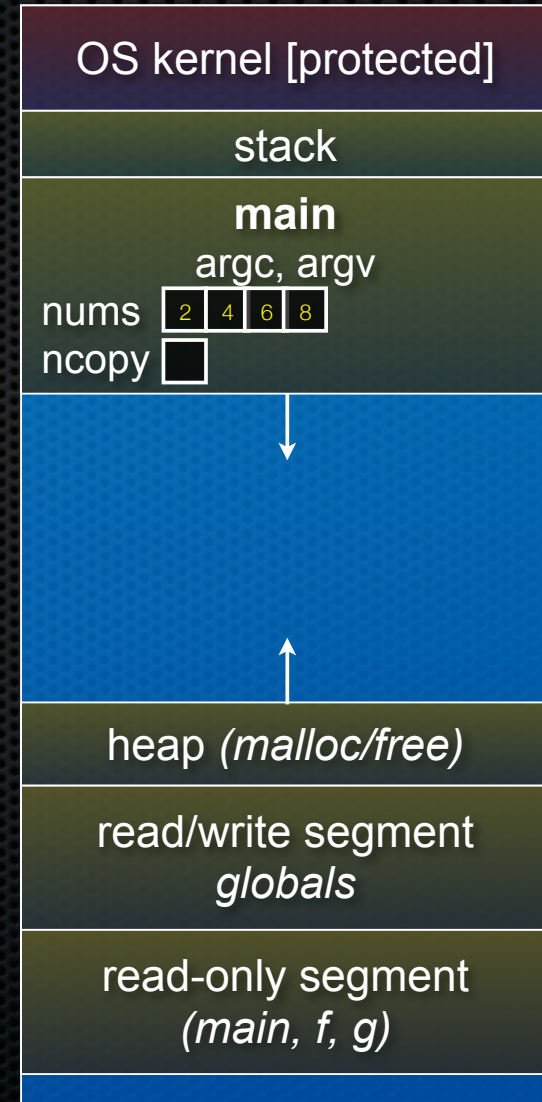 OS kernel [protected]
stack
main
argc, argv
nums 2 4 6 8
ncopy
heap (malloc/free)
read/write segment
globals
read-only segment
(main, f, g)